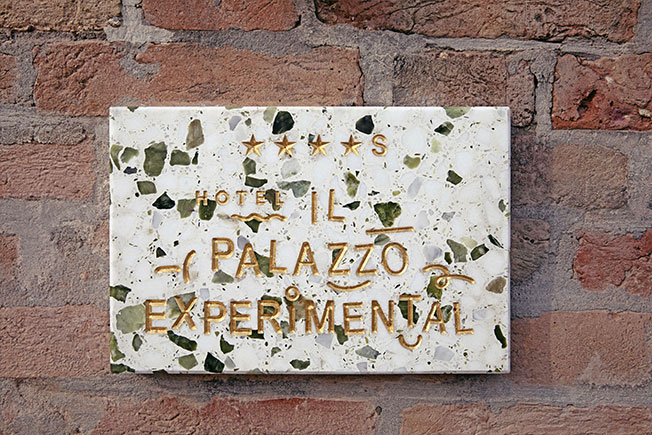 ★★★★S
HOTEL IL
PALAZZO
EXPERIMENTAL